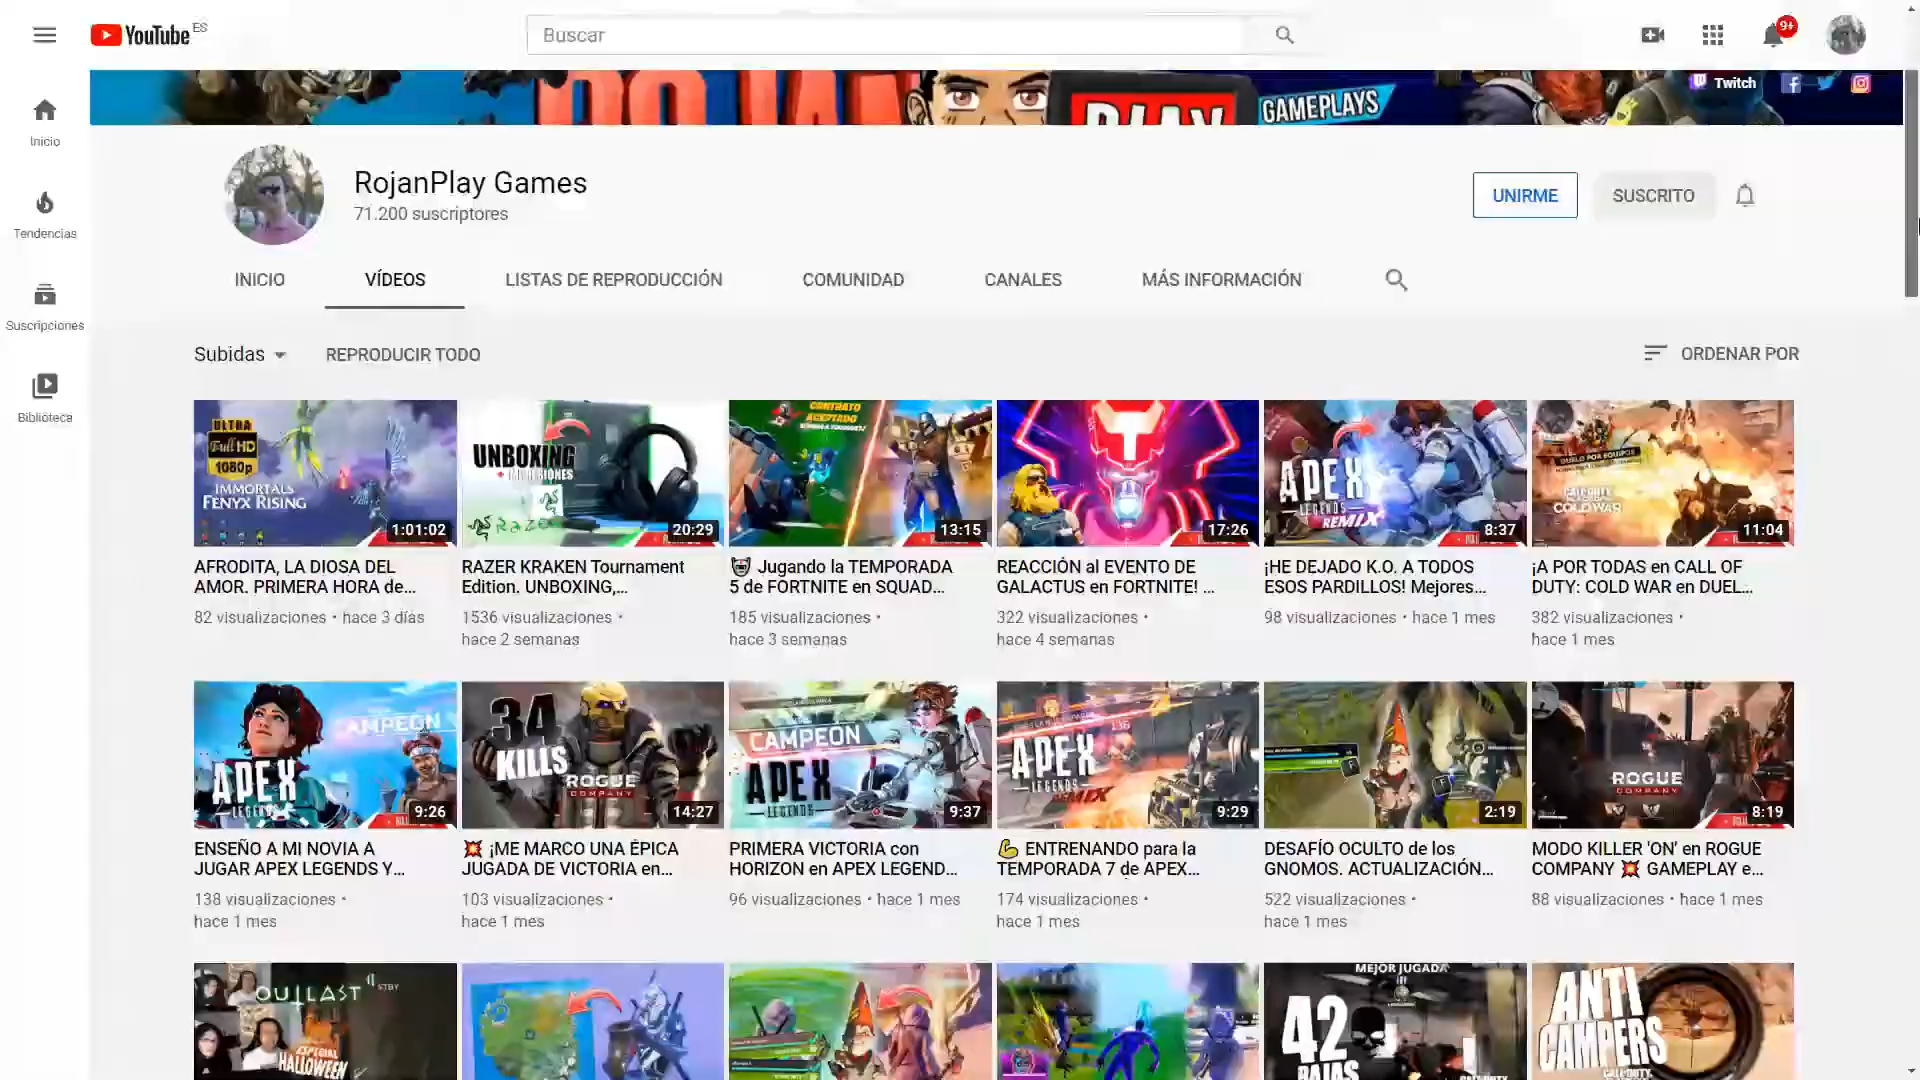 YouTube ES
Buscar
9+
Inicio
Tendencias
Suscripciones
Biblioteca
GAMEPLAYS
Twitch
RojanPlay Games
71.200 suscriptores
UNIRME
SUSCRITO
INICIO
VÍDEOS
LISTAS DE REPRODUCCIÓN
COMUNIDAD
CANALES
MÁS INFORMACIÓN
Subidas
REPRODUCIR TODO
ORDENAR POR
ULTRA
Full HD
1080p
IMMORTALS
FENYX RISING
1:01:02
UNBOXING
RAZER
20:29
CONTRATO
ACEPTADO
13:15
17:26
APEX
LEGENDS
REMIX
8:37
DUELO POR EQUIPOS
CALL OF DUTY
COLD WAR
11:04
AFRODITA, LA DIOSA DEL
AMOR. PRIMERA HORA de...
82 visualizaciones • hace 3 días
RAZER KRAKEN Tournament
Edition. UNBOXING,...
1536 visualizaciones •
hace 2 semanas
Jugando la TEMPORADA
5 de FORTNITE en SQUAD...
185 visualizaciones •
hace 3 semanas
REACCIÓN al EVENTO DE
GALACTUS en FORTNITE! ...
322 visualizaciones •
hace 4 semanas
¡HE DEJADO K.O. A TODOS
ESOS PARDILLOS! Mejores...
98 visualizaciones • hace 1 mes
¡A POR TODAS en CALL OF
DUTY: COLD WAR en DUEL...
382 visualizaciones •
hace 1 mes
CAMPEÓN
APEX
LEGENDS
9:26
34
KILLS
ROGUE
COMPANY
14:27
CAMPEÓN
APEX
LEGENDS
9:37
136
APEX
LEGENDS
REMIX
9:29
F
F
2:19
ROGUE
COMPANY
8:19
ENSEÑO A MI NOVIA A
JUGAR APEX LEGENDS Y...
138 visualizaciones •
hace 1 mes
💥 ¡ME MARCO UNA ÉPICA
JUGADA DE VICTORIA en...
103 visualizaciones •
hace 1 mes
PRIMERA VICTORIA con
HORIZON en APEX LEGEND...
96 visualizaciones • hace 1 mes
💪 ENTRENANDO para la
TEMPORADA 7 de APEX...
174 visualizaciones •
hace 1 mes
DESAFÍO OCULTO de los
GNOMOS. ACTUALIZACIÓN...
522 visualizaciones •
hace 1 mes
MODO KILLER 'ON' en ROGUE
COMPANY 💥 GAMEPLAY e...
88 visualizaciones • hace 1 mes
OUTLAST
STBY
ESPECIAL
HALLOWEEN
MEJOR JUGADA
42
BAJAS
ANTI
CAMPERS